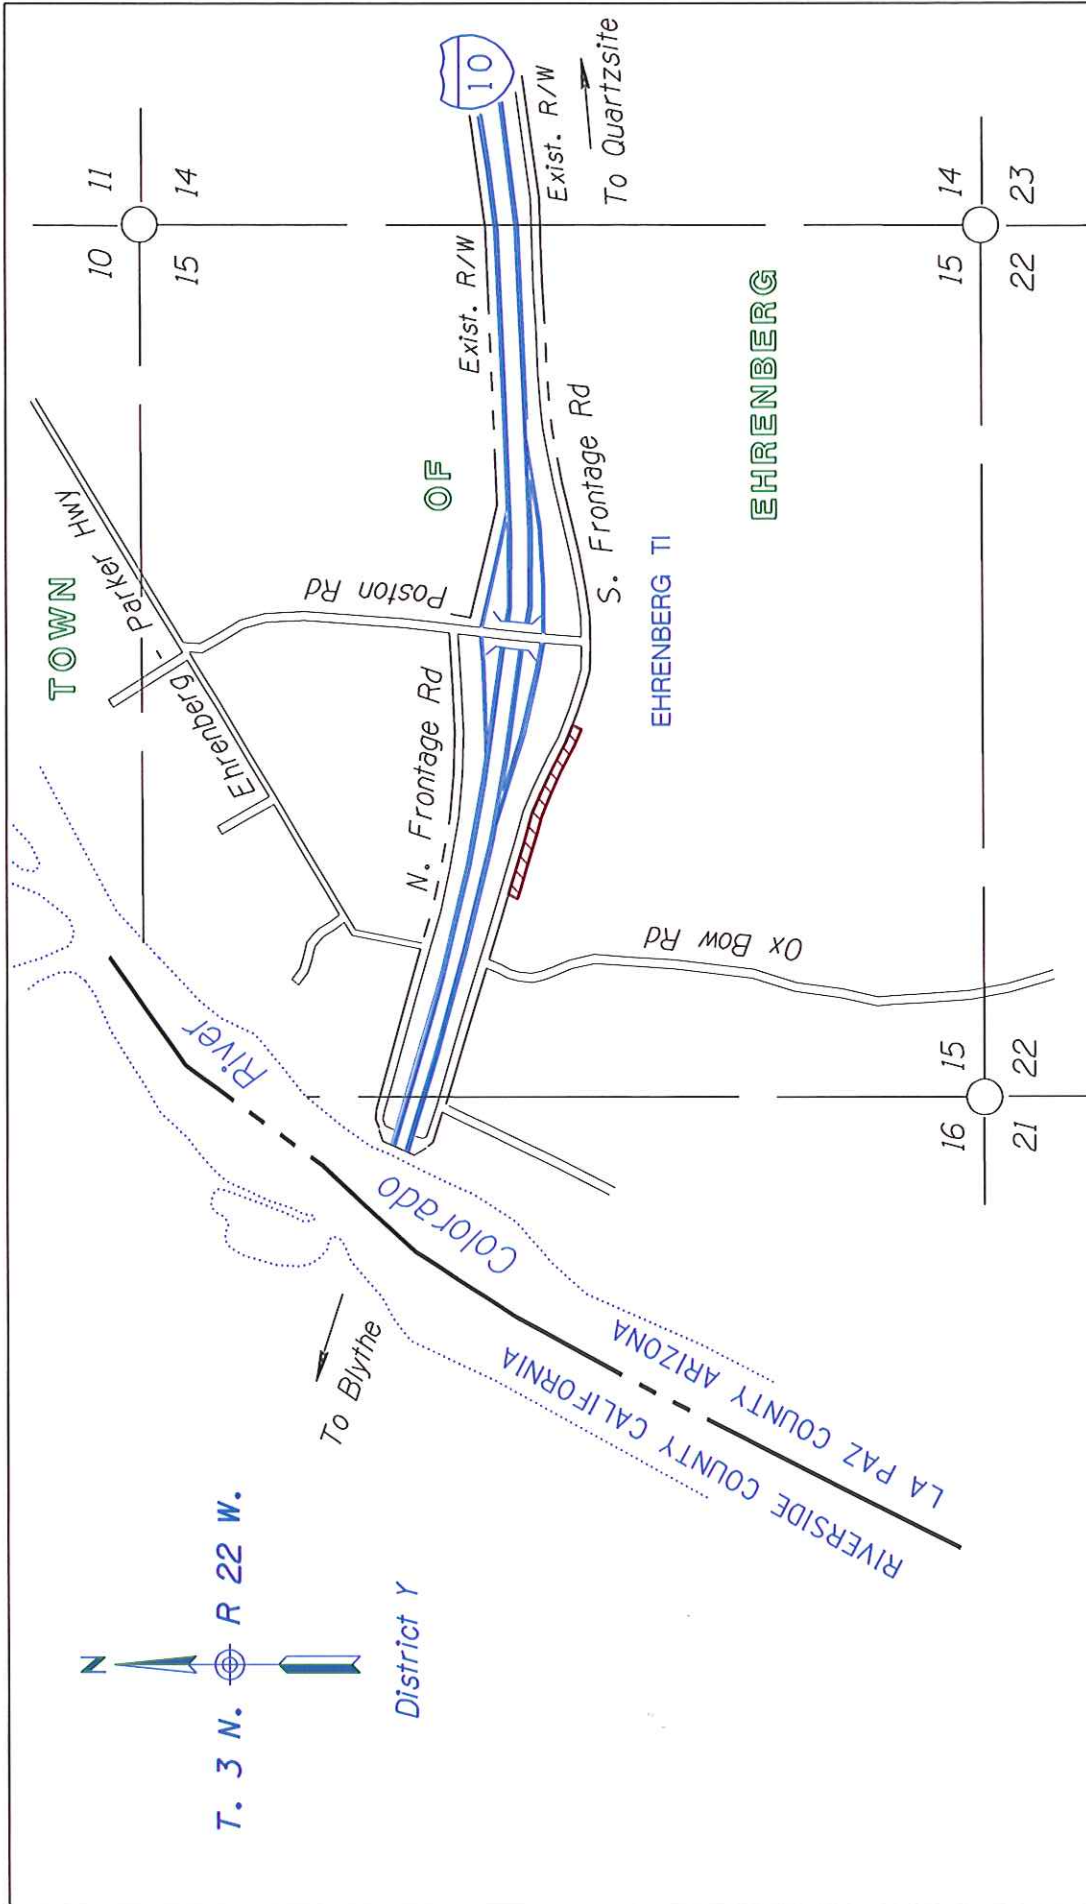 T. 3 N. R 22 W.
N
District Y
To Blythe
TOWN
OF
EHRENBERG
Ehrenberg - Parker Hwy
Poston Rd
N. Frontage Rd
S. Frontage Rd
EHRENBERG TI
Ox Bow Rd
Exist. R/W
Exist. R/W
10
To Quartzsite
Colorado River
RIVERSIDE COUNTY CALIFORNIA
LA PAZ COUNTY ARIZONA
10 11
15 14
15 14
22 23
16 15
21 22